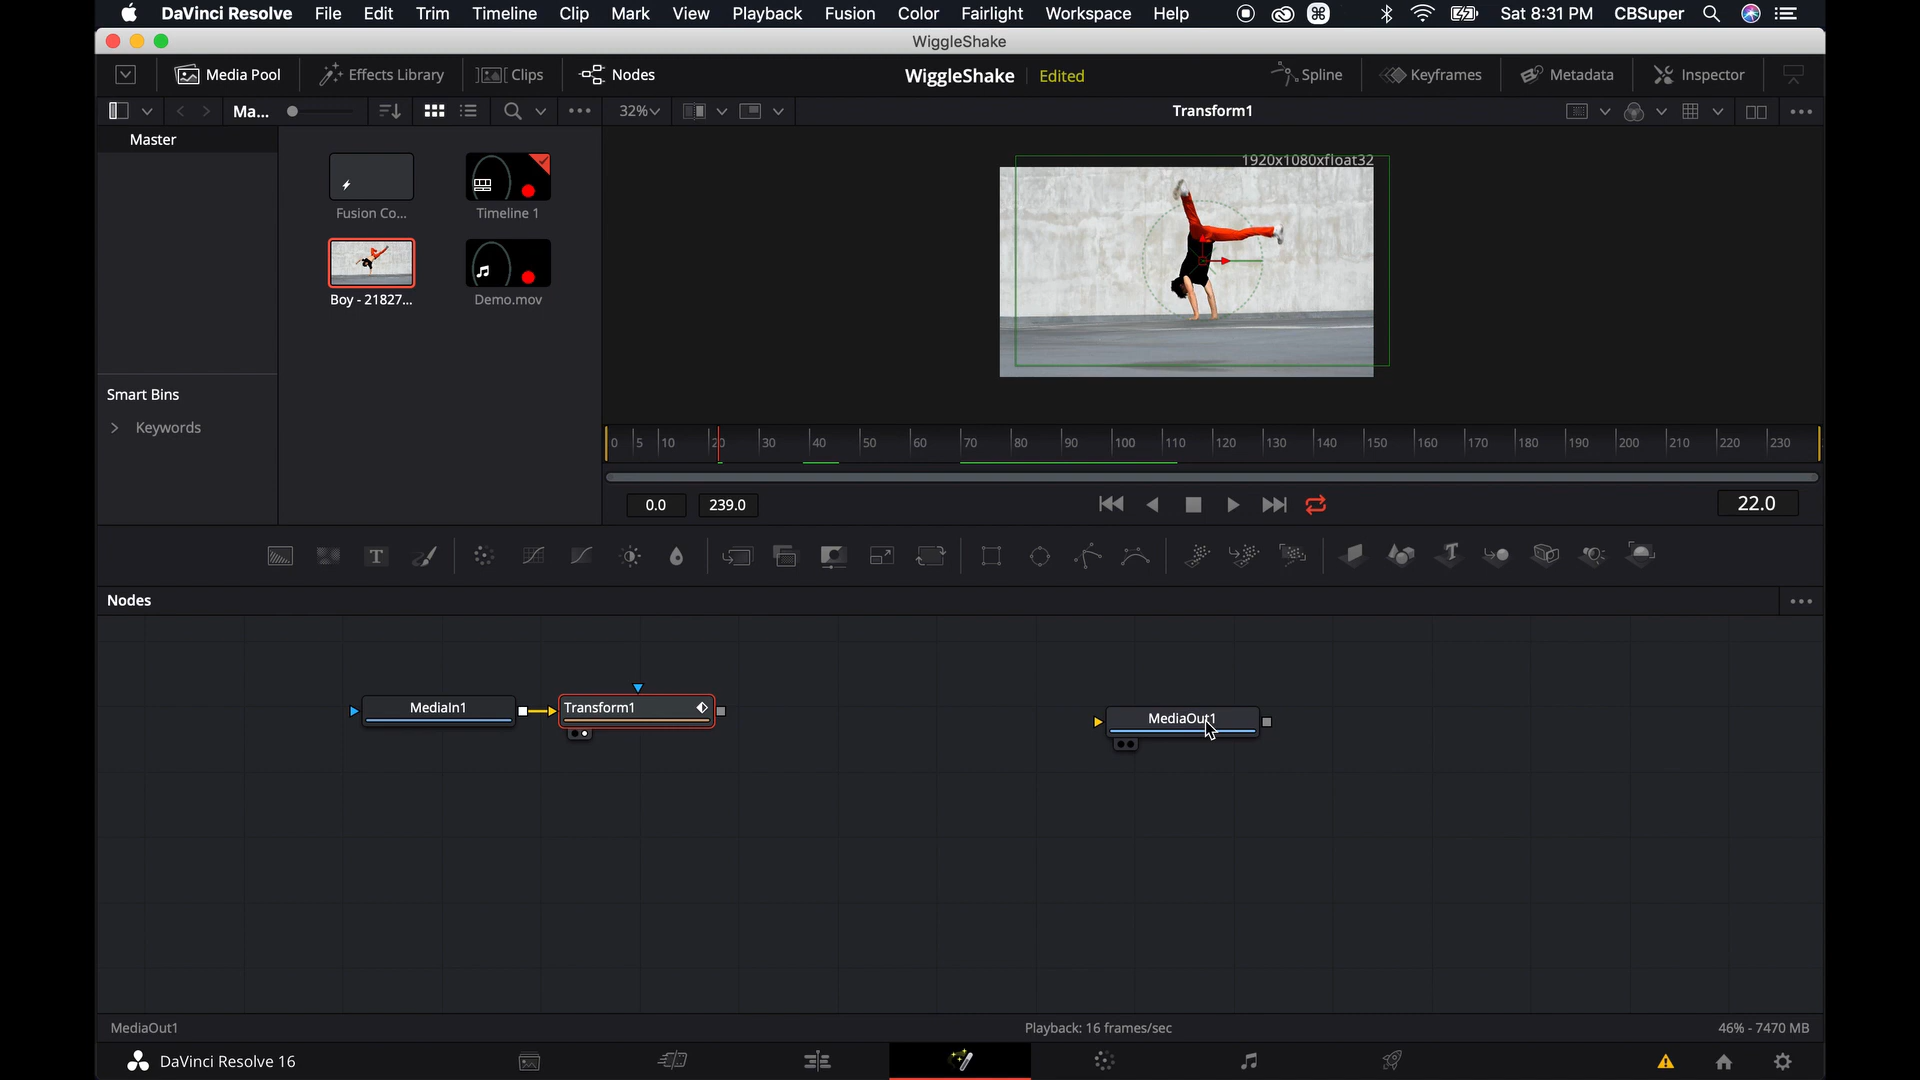 DaVinci Resolve File Edit Trim Timeline Clip Mark View Playback Fusion Color Fairlight Workspace Help Sat 8:31 PM CBSuper
WiggleShake
Media Pool Effects Library Clips Nodes WiggleShake Edited Spline Keyframes Metadata Inspector
Ma... 32% Transform1
Master
1920x1080xfloat32
Fusion Co... Timeline 1
Boy - 21827... Demo.mov
Smart Bins
Keywords
0 5 10 20 30 40 50 60 70 80 90 100 110 120 130 140 150 160 170 180 190 200 210 220 230
0.0 239.0 22.0
Nodes
MediaIn1 Transform1 MediaOut1
MediaOut1 Playback: 16 frames/sec 46% - 7470 MB
DaVinci Resolve 16